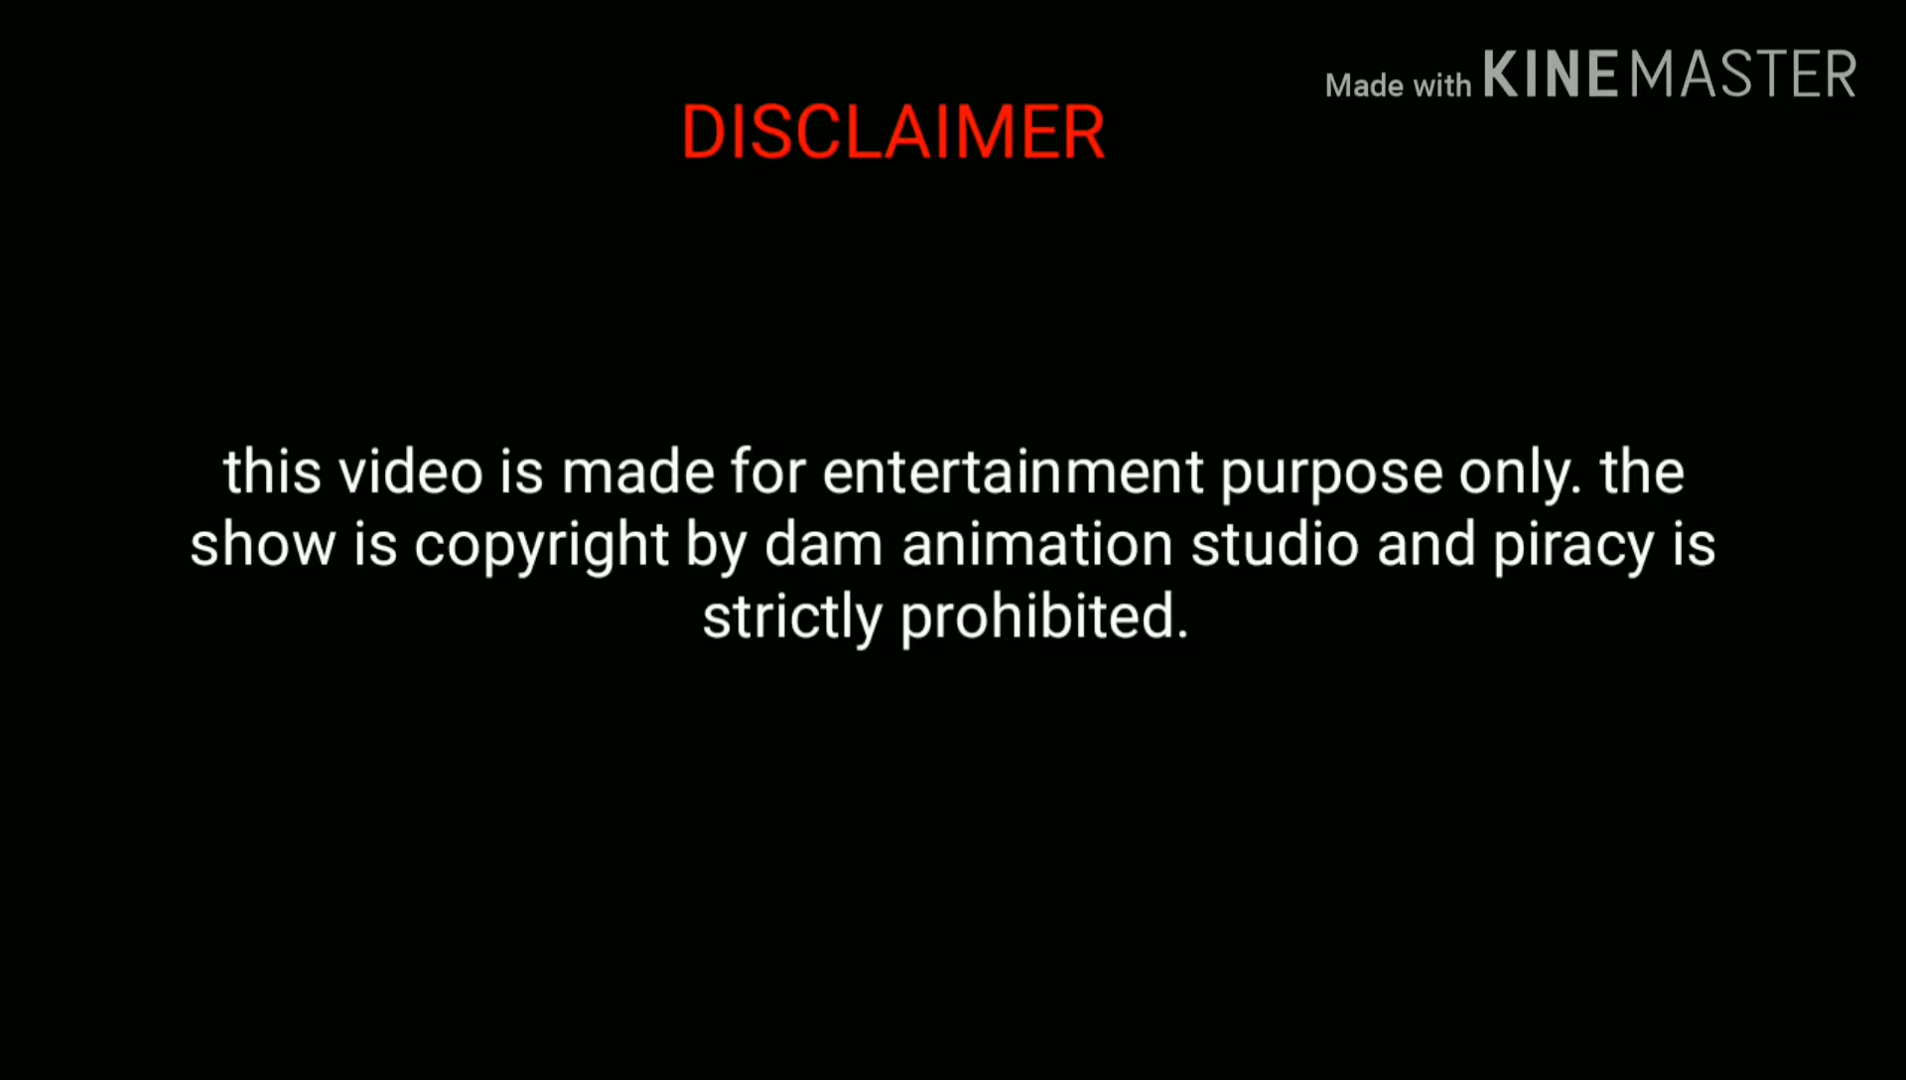 Made with KINEMASTER
DISCLAIMER
this video is made for entertainment purpose only. the
show is copyright by dam animation studio and piracy is
strictly prohibited.